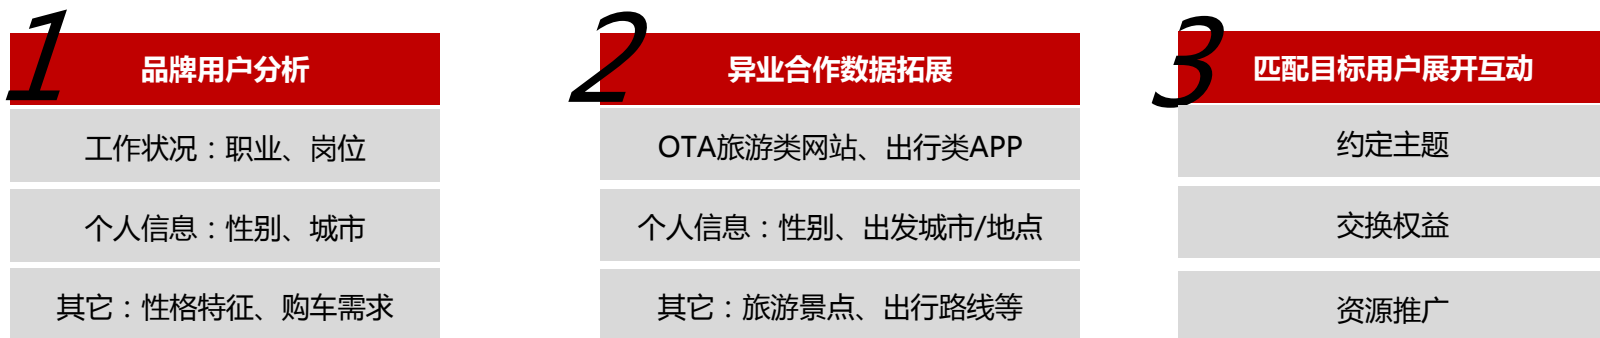 1
品牌用户分析
工作状况：职业、岗位
个人信息：性别、城市
其它：性格特征、购车需求
2
异业合作数据拓展
OTA旅游类网站、出行类APP
个人信息：性别、出发城市/地点
其它：旅游景点、出行路线等
3
匹配目标用户展开互动
约定主题
交换权益
资源推广